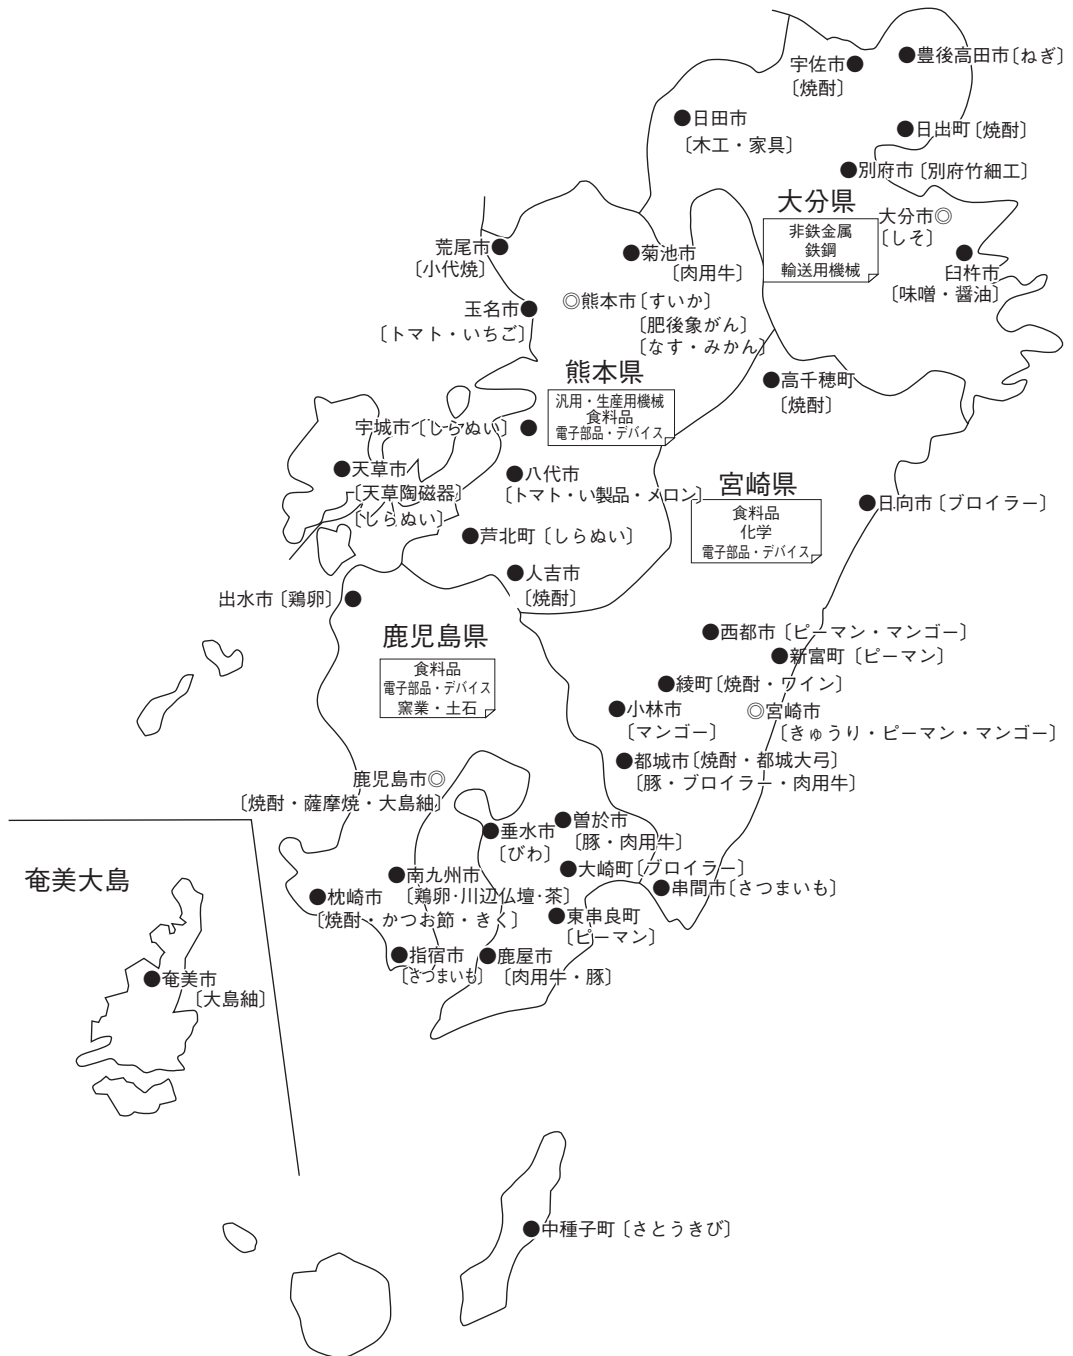 宇佐市●
〔焼酎〕
●豊後高田市〔ねぎ〕
●日田市
〔木工・家具〕
●日出町〔焼酎〕
●別府市〔別府竹細工〕
大分県
非鉄金属
鉄鋼
輸送用機械
大分市◎
〔しそ〕
臼杵市
〔味噌・醤油〕
荒尾市●
〔小代焼〕
●菊池市
〔肉用牛〕
玉名市●
〔トマト・いちご〕
◎熊本市〔すいか〕
〔肥後象がん〕
〔なす・みかん〕
熊本県
汎用・生産用機械
食料品
電子部品・デバイス
●高千穂町
〔焼酎〕
宇城市〔しらぬい〕●
●天草市
〔天草陶磁器〕
〔しらぬい〕
●八代市
〔トマト・い製品・メロン〕
●芦北町〔しらぬい〕
●人吉市
〔焼酎〕
宮崎県
食料品
化学
電子部品・デバイス
●日向市〔ブロイラー〕
出水市〔鶏卵〕●
鹿児島県
食料品
電子部品・デバイス
窯業・土石
●西都市〔ピーマン・マンゴー〕
●新富町〔ピーマン〕
●綾町〔焼酎・ワイン〕
●小林市
〔マンゴー〕
◎宮崎市
〔きゅうり・ピーマン・マンゴー〕
●都城市〔焼酎・都城大弓〕
〔豚・ブロイラー・肉用牛〕
鹿児島市◎
〔焼酎・薩摩焼・大島紬〕
●垂水市
〔びわ〕
●曽於市
〔豚・肉用牛〕
●大崎町〔ブロイラー〕
●串間市〔さつまいも〕
●南九州市
〔鶏卵・川辺仏壇・茶〕
●枕崎市
〔焼酎・かつお節・きく〕
●東串良町
〔ピーマン〕
●指宿市
〔さつまいも〕
●鹿屋市
〔肉用牛・豚〕
奄美大島
●奄美市
〔大島紬〕
●中種子町〔さとうきび〕